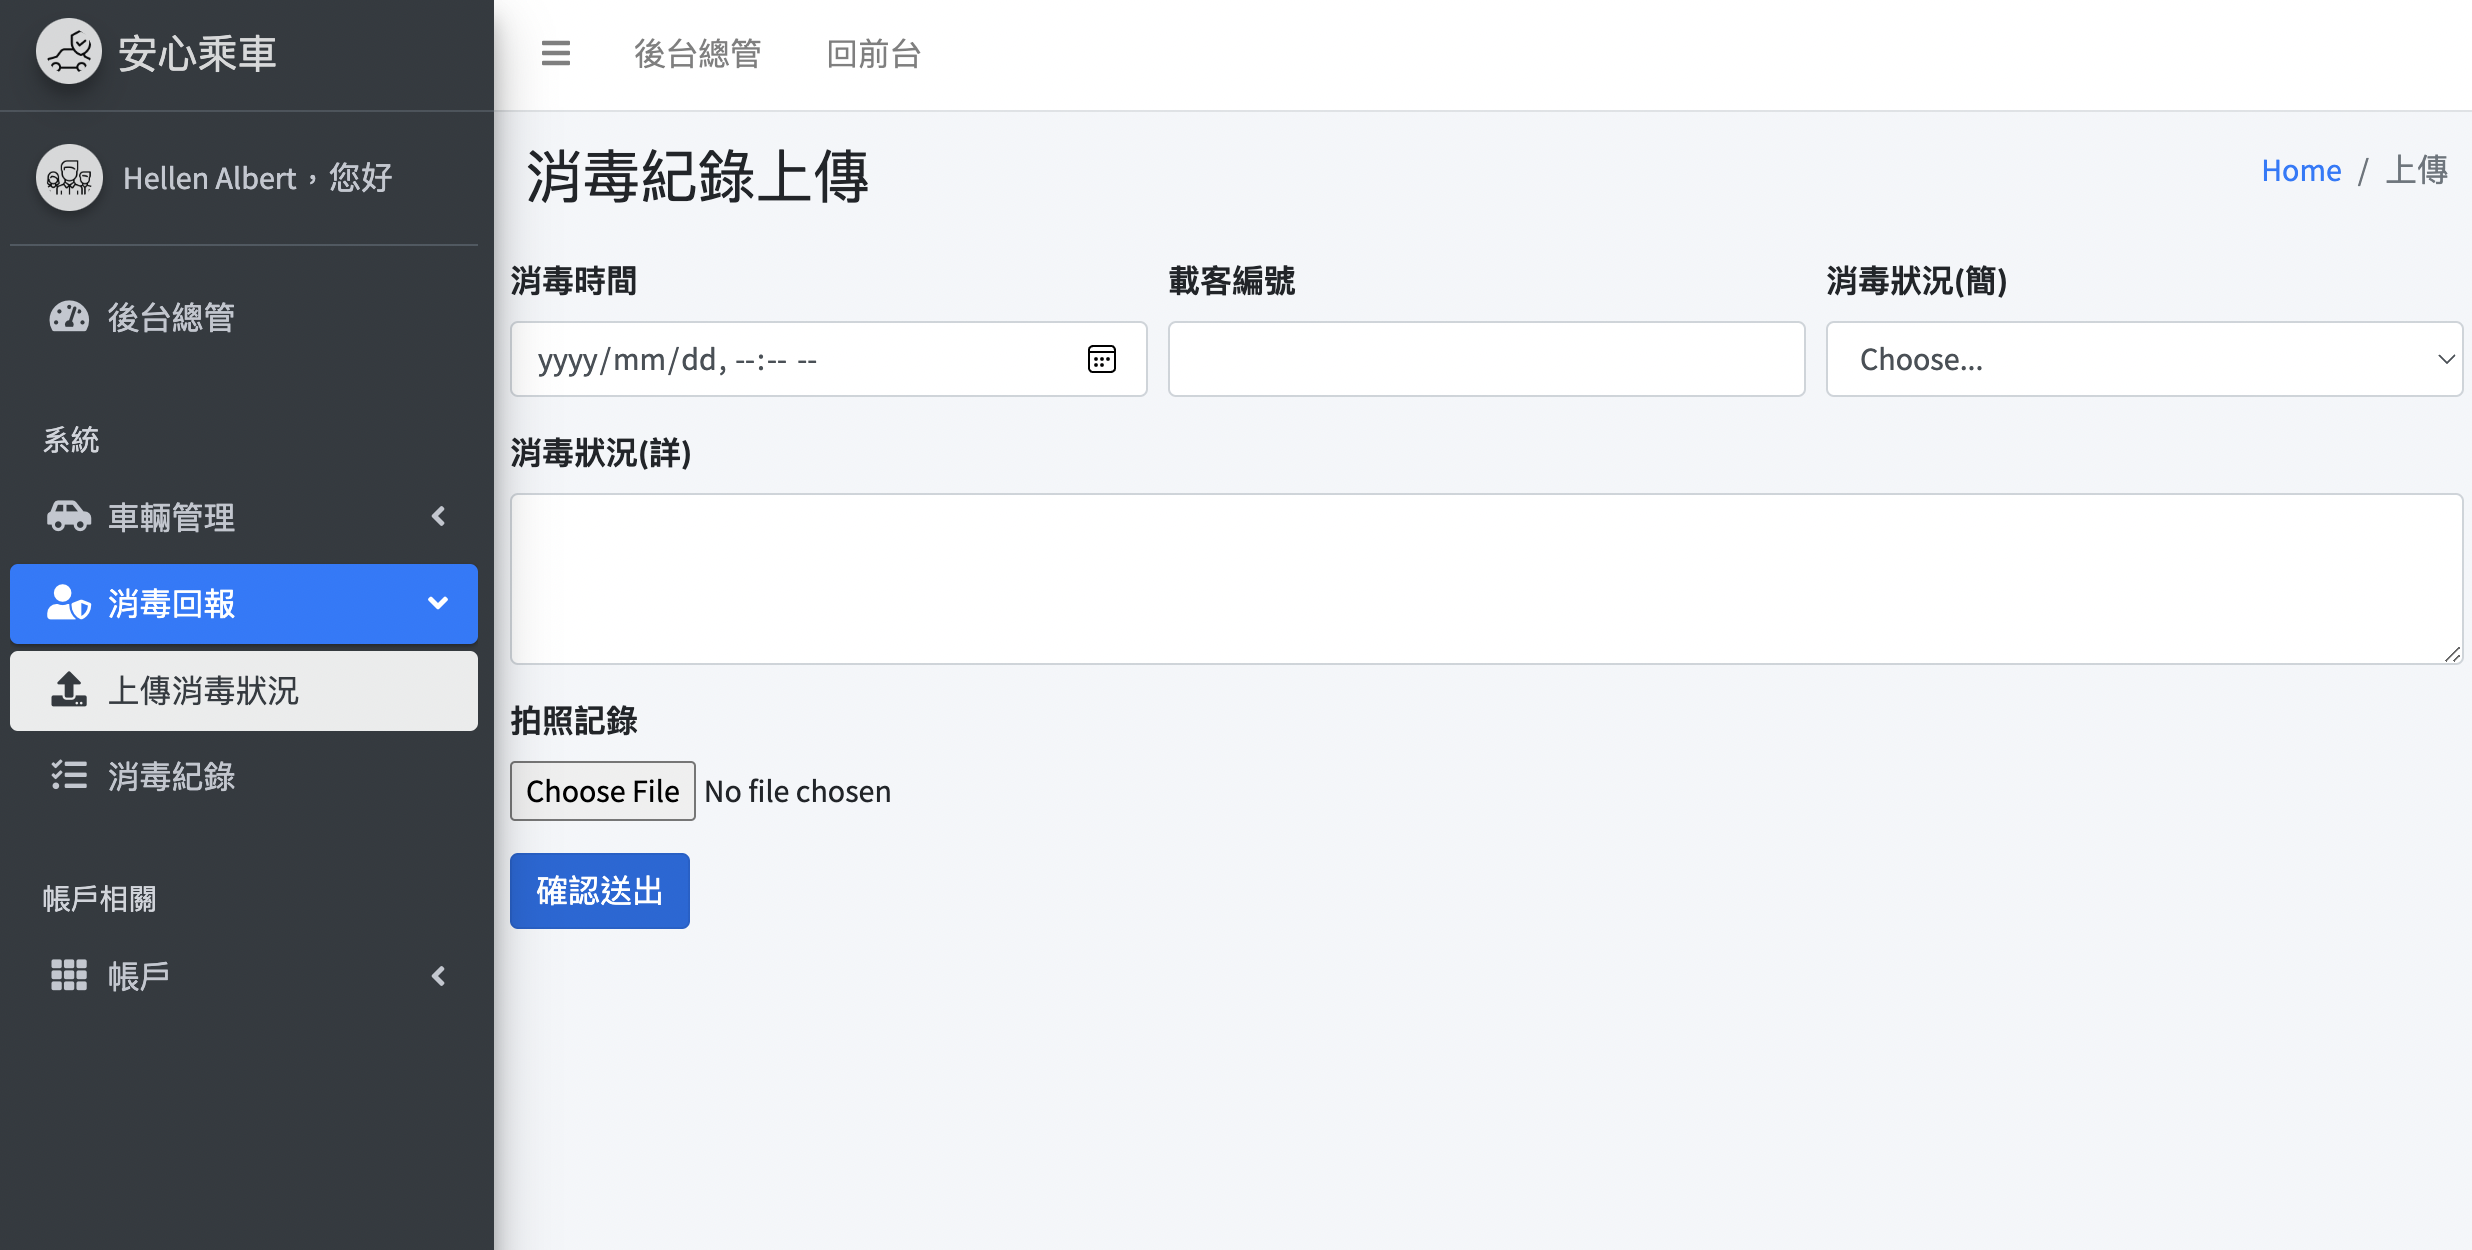 安心乘車
Hellen Albert，您好
後台總管
系統
車輛管理
消毒回報
上傳消毒狀況
消毒紀錄
帳戶相關
帳戶
後台總管
回前台
消毒紀錄上傳
Home / 上傳
消毒時間
yyyy/mm/dd, --:-- --
載客編號
消毒狀況(簡)
Choose...
消毒狀況(詳)
拍照記錄
Choose File No file chosen
確認送出